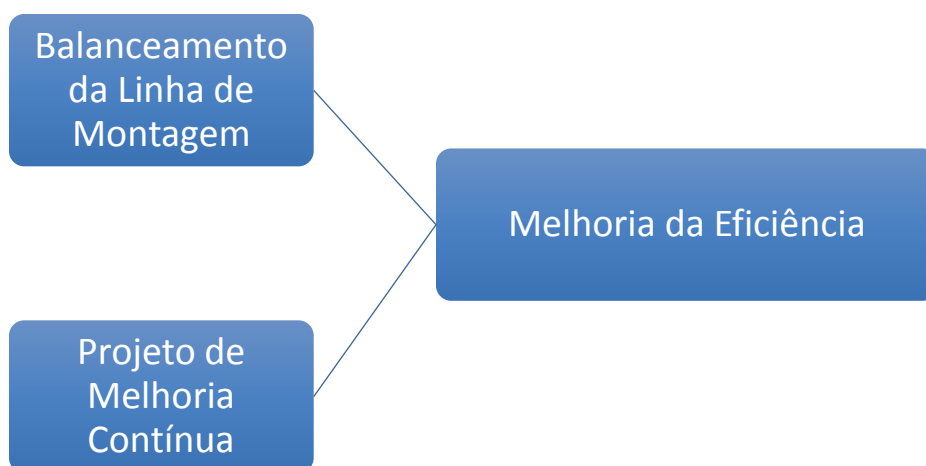 Balanceamento
da Linha de
Montagem
Melhoria da Eficiência
Projeto de
Melhoria
Contínua